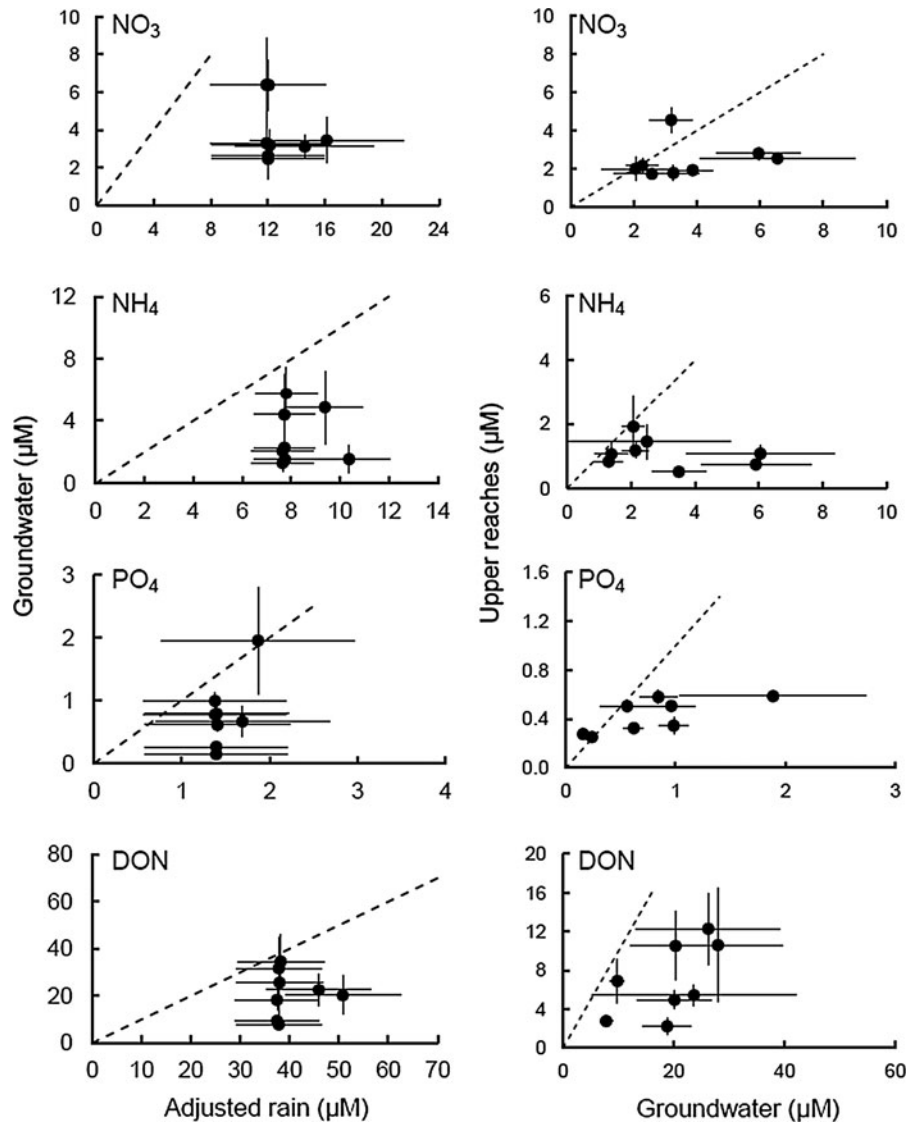 NO3
10
8
6
4
2
0
0 4 8 12 16 20 24
NO3
10
8
6
4
2
0
0 2 4 6 8 10
NH4
12
8
4
0
0 2 4 6 8 10 12 14
NH4
6
4
2
0
0 2 4 6 8 10
Groundwater (µM)
Upper reaches (µM)
PO4
3
2
1
0
0 1 2 3 4
PO4
1.6
1.2
0.8
0.4
0.0
0 1 2 3
DON
80
60
40
20
0
0 10 20 30 40 50 60 70
Adjusted rain (µM)
DON
20
16
12
8
4
0
0 20 40 60
Groundwater (µM)